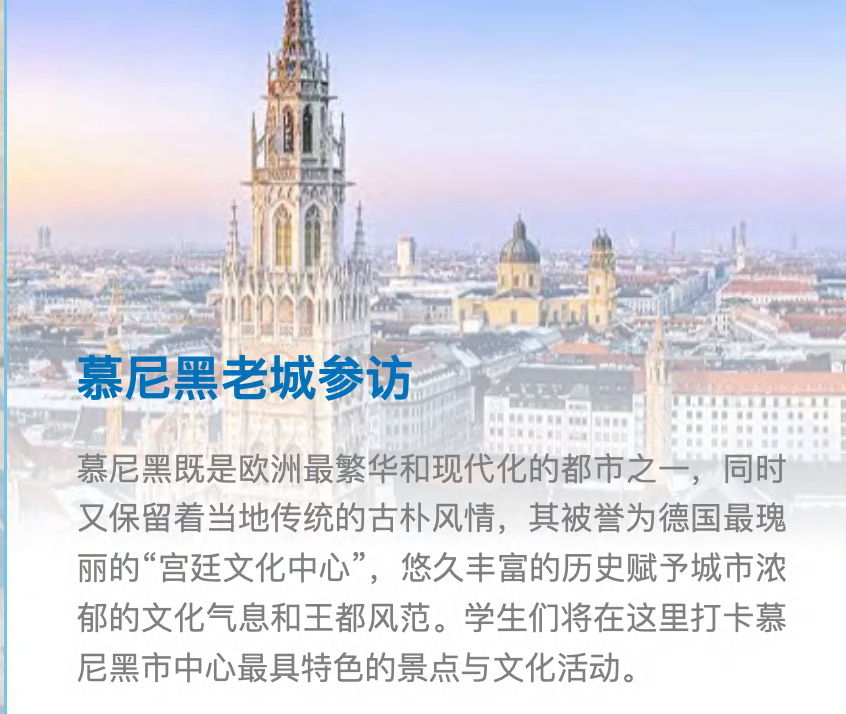 慕尼黑老城参访
慕尼黑既是欧洲最繁华和现代化的都市之一，同时
又保留着当地传统的古朴风情，其被誉为德国最瑰
丽的“宫廷文化中心”，悠久丰富的历史赋予城市浓
郁的文化气息和王都风范。学生们将在这里打卡慕
尼黑市中心最具特色的景点与文化活动。